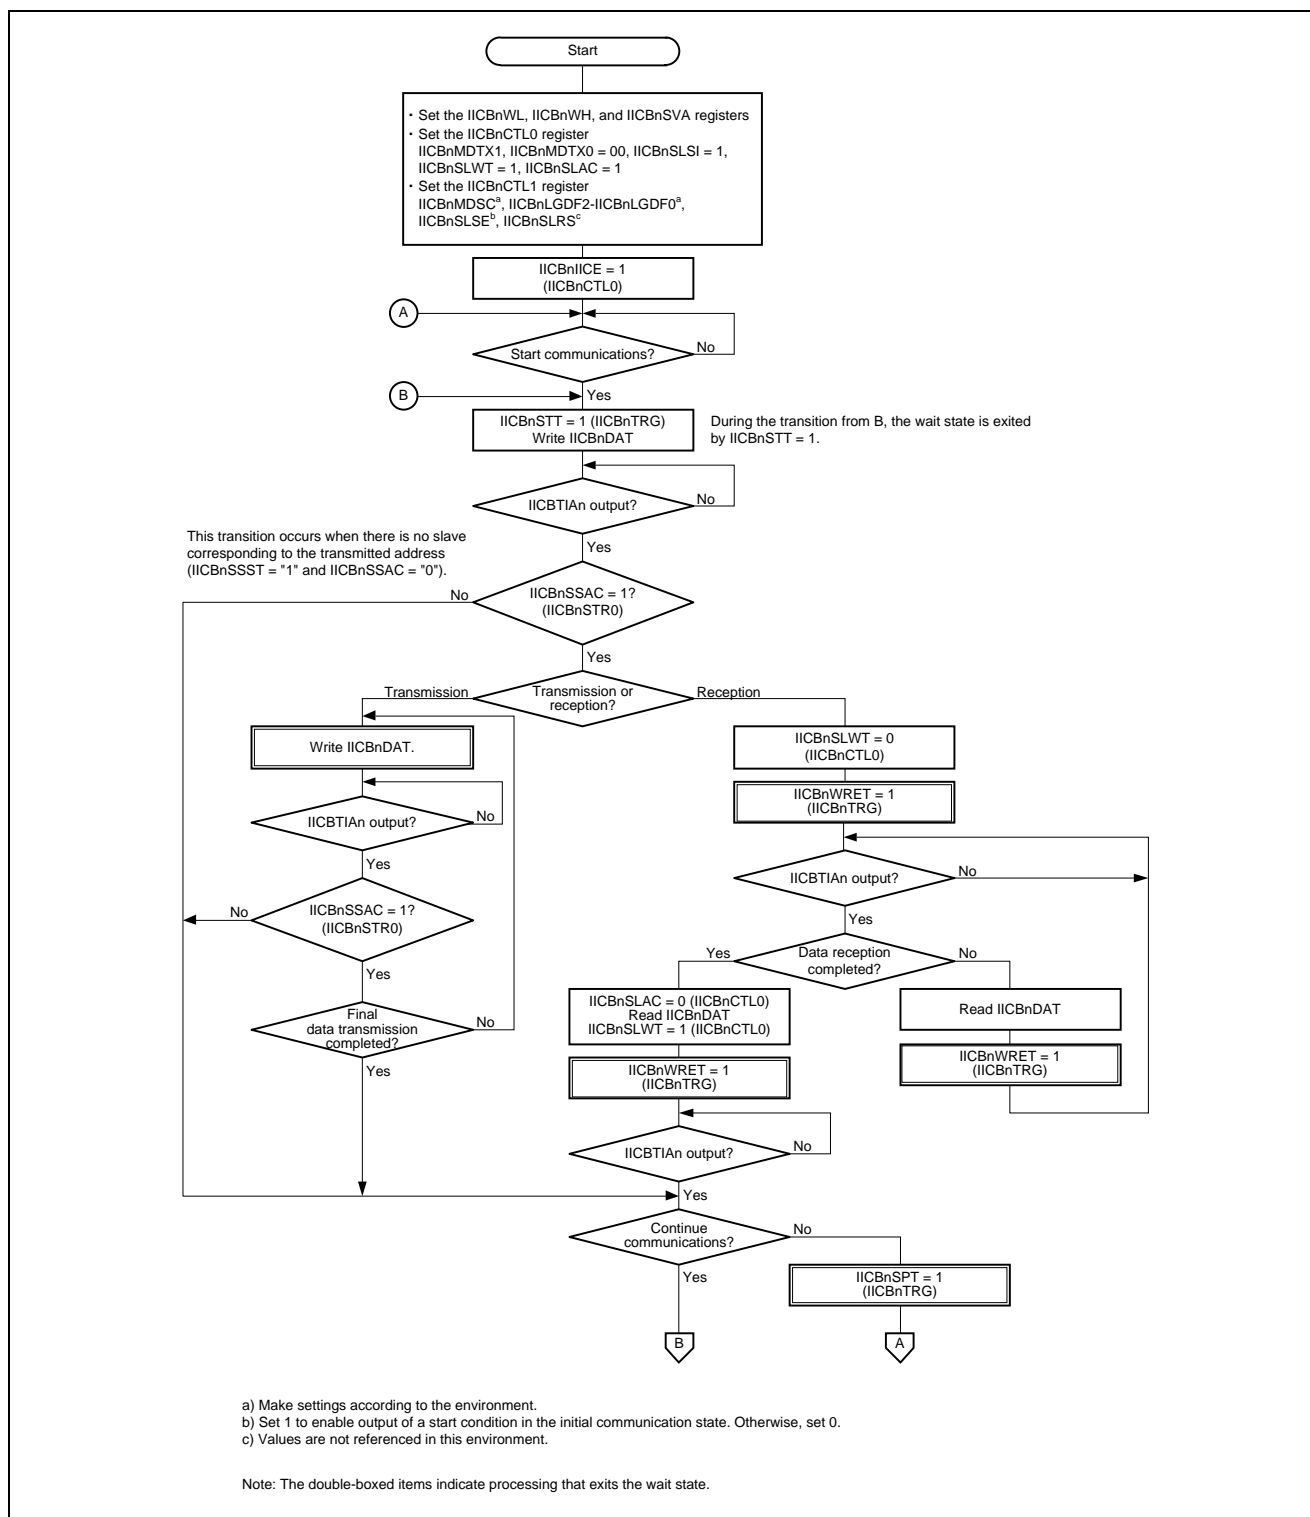 Start
・ Set the IICBnWL, IICBnWH, and IICBnSVA registers
・ Set the IICBnCTL0 register
IICBnMDTX1, IICBnMDTX0 = 00, IICBnSLSI = 1,
IICBnSLWT = 1, IICBnSLAC = 1
・ Set the IICBnCTL1 register
IICBnMDSCa, IICBnLGDF2-IICBnLGDF0a,
IICBnSLSEb, IICBnSLRSc
IICBnIICE = 1
(IICBnCTL0)
A
Start communications?
No
Yes
B
IICBnSTT = 1 (IICBnTRG)
Write IICBnDAT
During the transition from B, the wait state is exited
by IICBnSTT = 1.
IICBTIAn output?
No
Yes
This transition occurs when there is no slave
corresponding to the transmitted address
(IICBnSSST = "1" and IICBnSSAC = "0").
IICBnSSAC = 1?
(IICBnSTR0)
No
Yes
Transmission or
reception?
Transmission
Reception
Write IICBnDAT.
IICBTIAn output?
No
Yes
IICBnSSAC = 1?
(IICBnSTR0)
No
Yes
Final
data transmission
completed?
No
Yes
IICBnSLWT = 0
(IICBnCTL0)
IICBnWRET = 1
(IICBnTRG)
IICBTIAn output?
No
Yes
Data reception
completed?
Yes
No
IICBnSLAC = 0 (IICBnCTL0)
Read IICBnDAT
IICBnSLWT = 1 (IICBnCTL0)
IICBnWRET = 1
(IICBnTRG)
Read IICBnDAT
IICBnWRET = 1
(IICBnTRG)
IICBTIAn output?
No
Yes
Continue
communications?
No
Yes
IICBnSPT = 1
(IICBnTRG)
B
A
a) Make settings according to the environment.
b) Set 1 to enable output of a start condition in the initial communication state. Otherwise, set 0.
c) Values are not referenced in this environment.
Note: The double-boxed items indicate processing that exits the wait state.